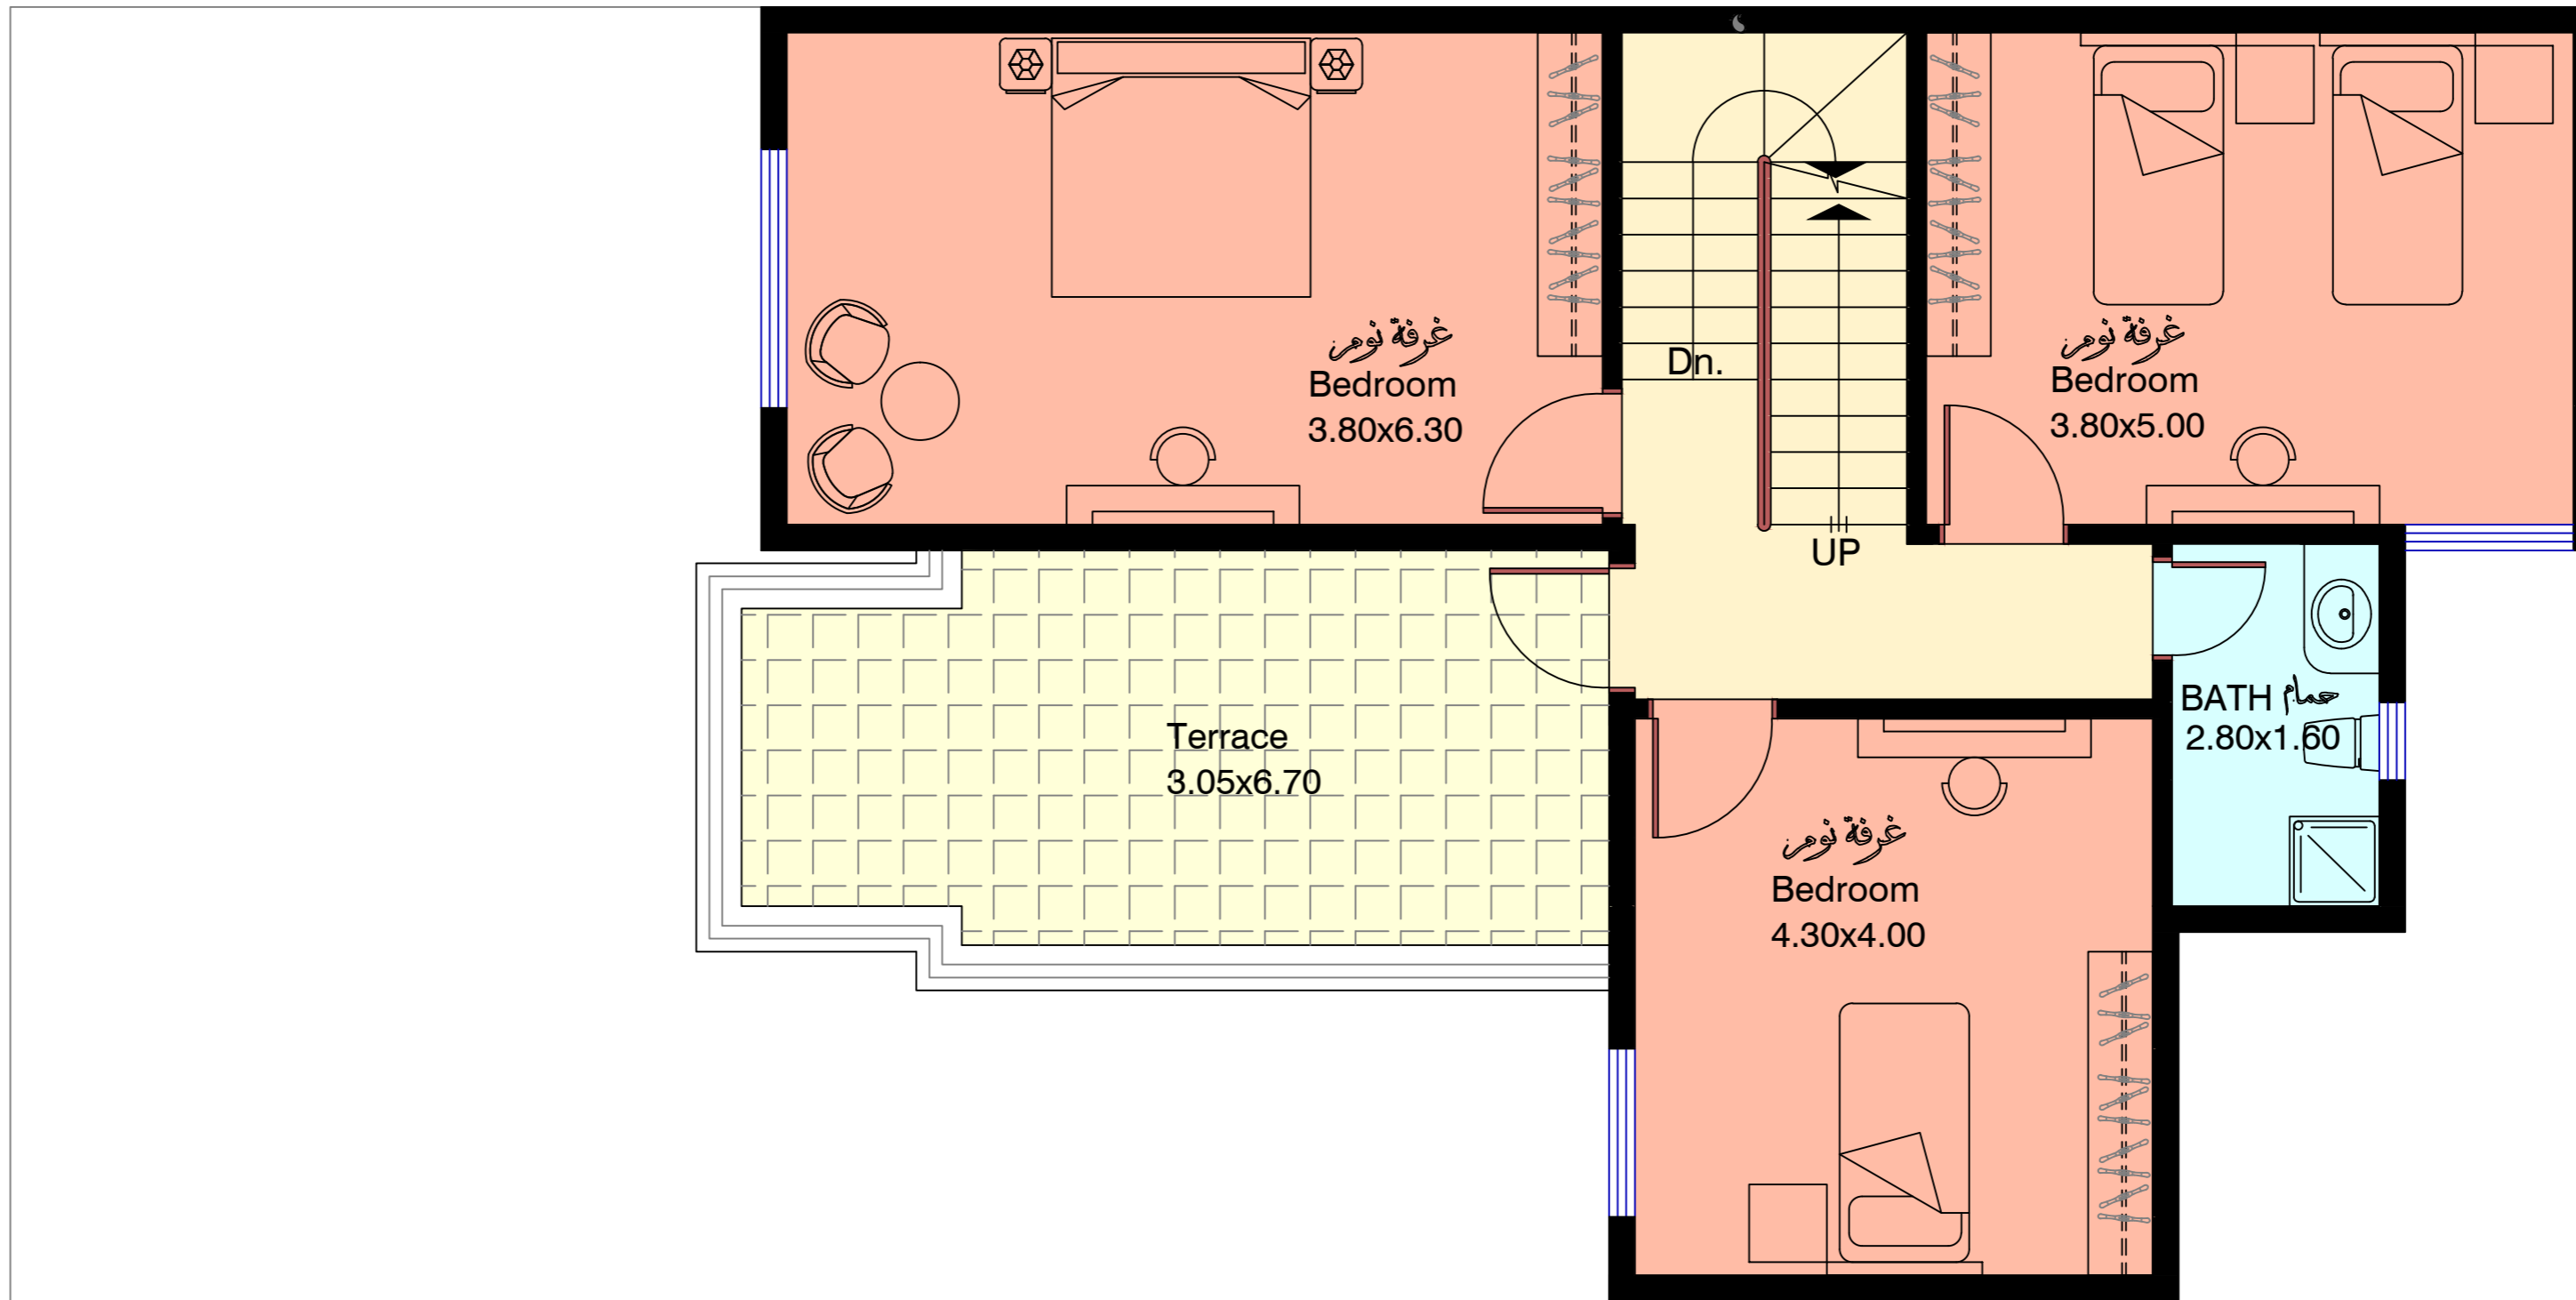 غرفة نوم
Bedroom
3.80x6.30
Dn.
UP
غرفة نوم
Bedroom
3.80x5.00
Terrace
3.05x6.70
BATH حمام
2.80x1.60
غرفة نوم
Bedroom
4.30x4.00